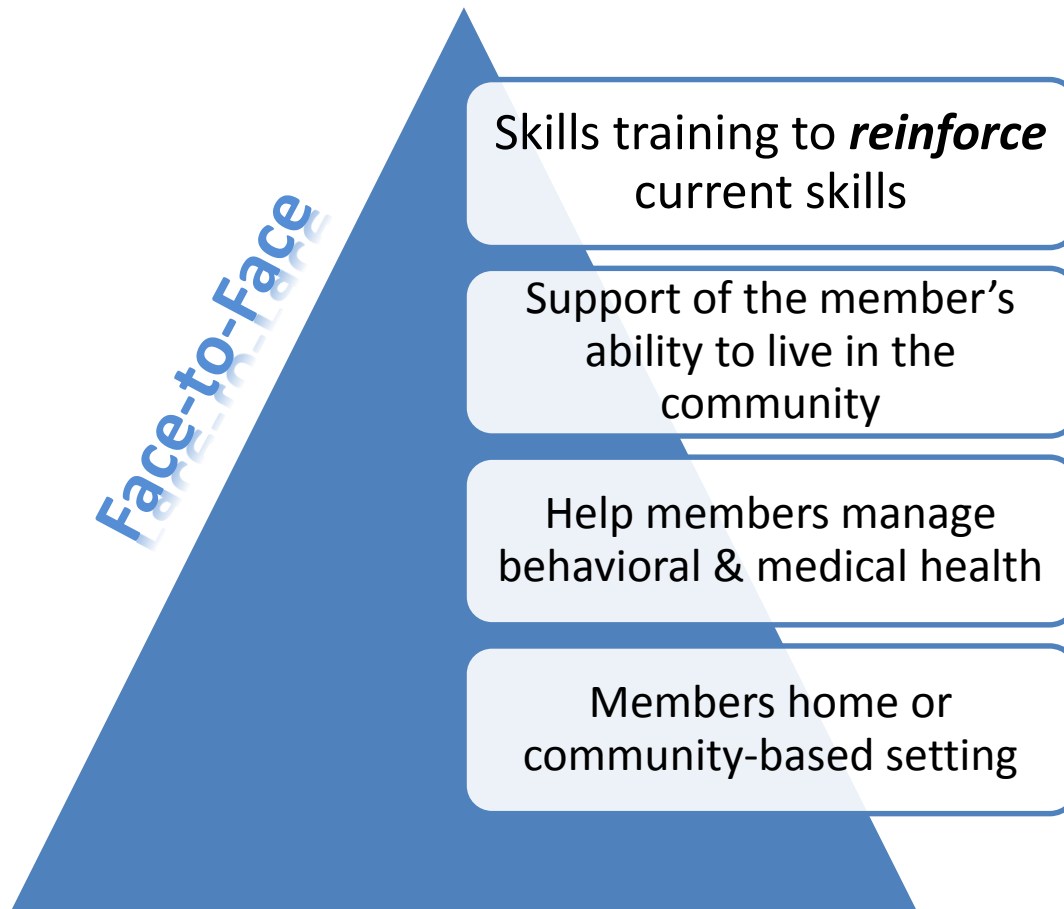 Face-to-Face
Skills training to reinforce
current skills
Support of the member’s
ability to live in the
community
Help members manage
behavioral & medical health
Members home or
community-based setting